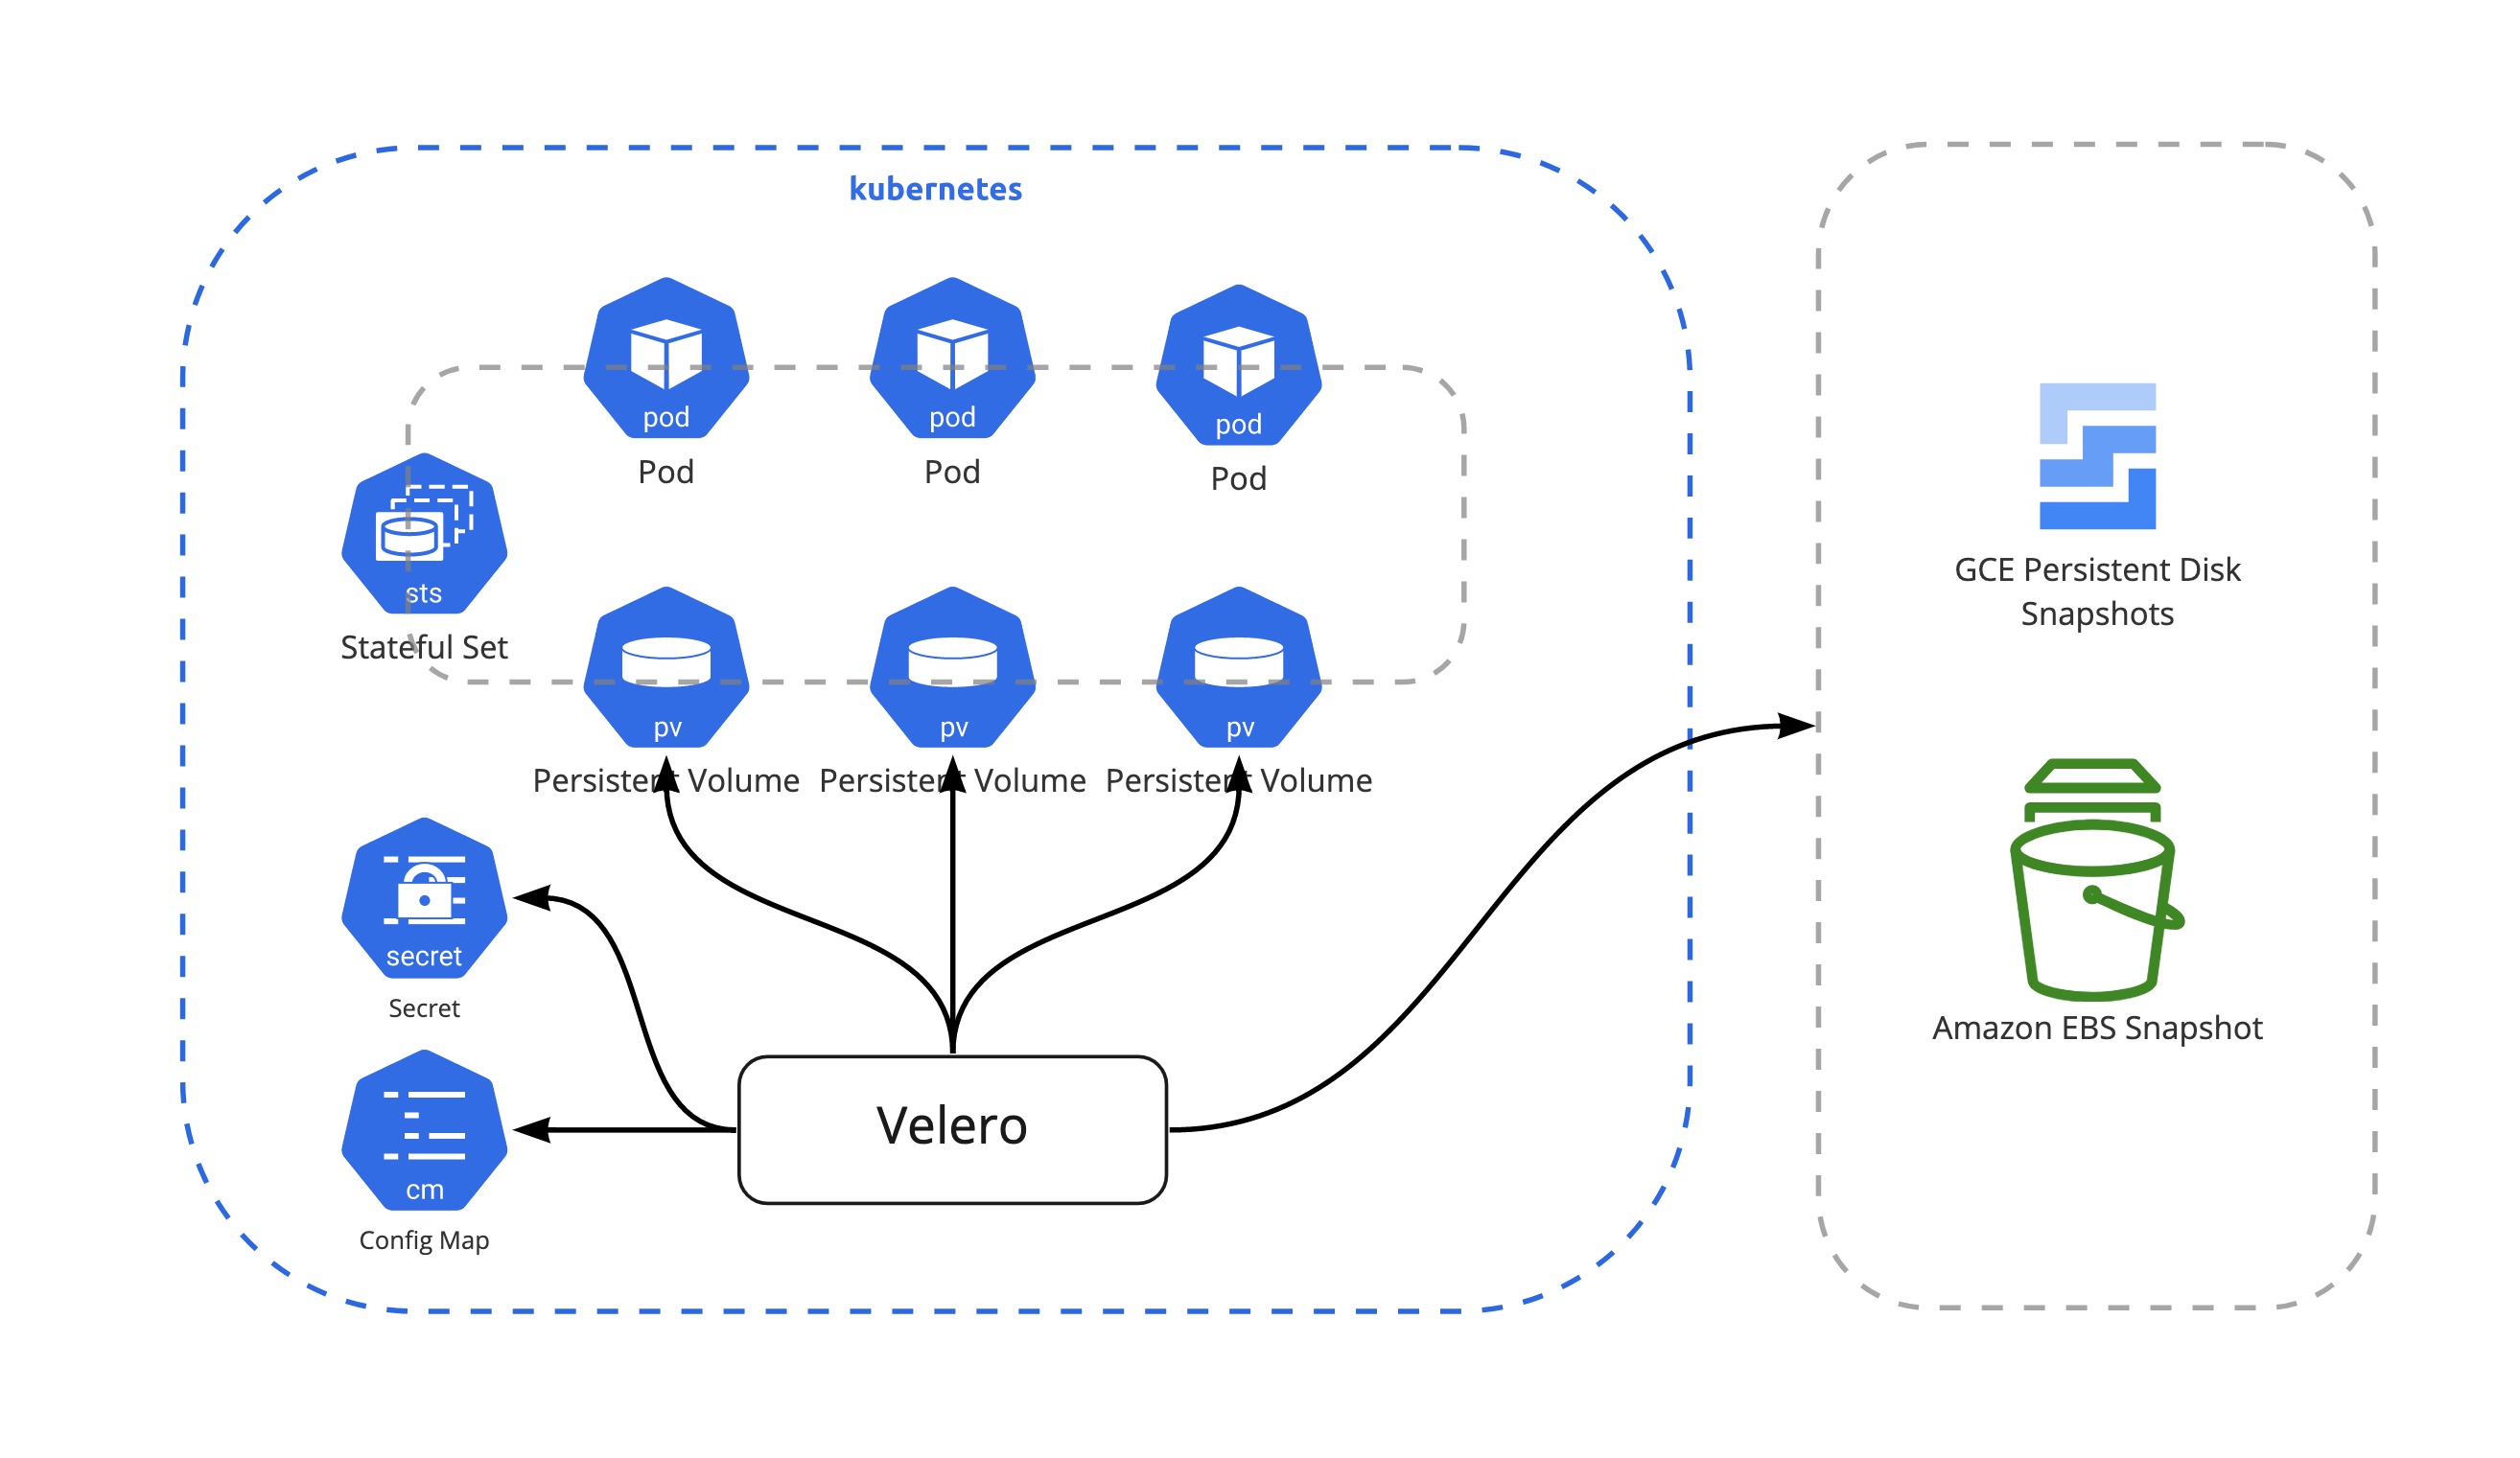 kubernetes
pod
pod
pod
Pod
Pod
Pod
sts
Stateful Set
pv
pv
pv
Persistent Volume
Persistent Volume
Persistent Volume
secret
Secret
cm
Config Map
Velero
GCE Persistent Disk
Snapshots
Amazon EBS Snapshot